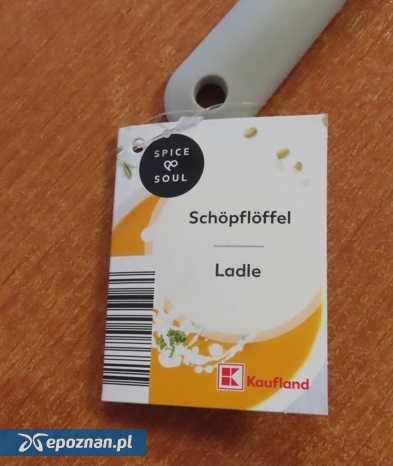 SPICE
&
SOUL
Schöpflöffel
Ladle
K Kaufland
epoznan.pl